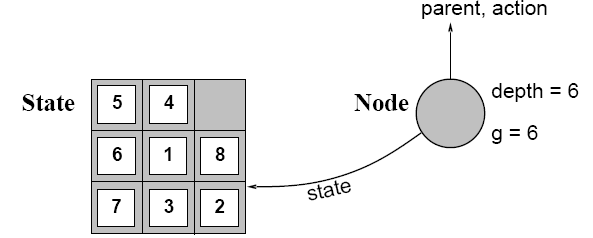 parent, action
State
5 4
Node
depth = 6
g = 6
6 1 8
state
7 3 2